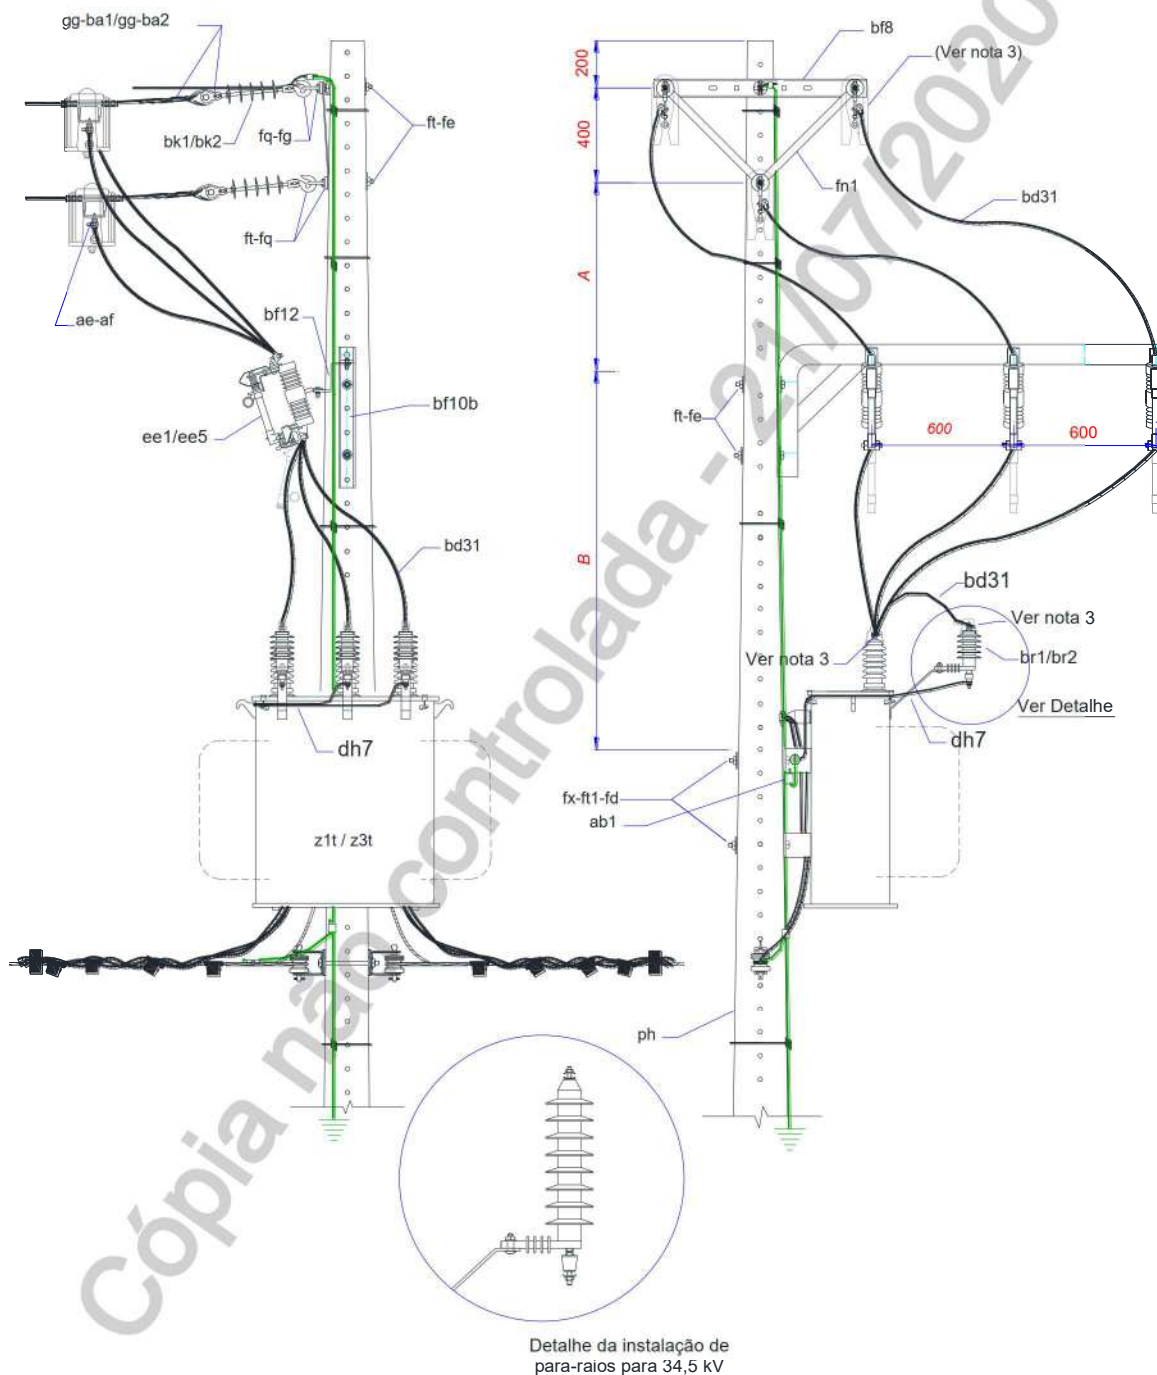 gg-ba1/gg-ba2
bk1/bk2
fq-fg
ft-fe
ft-fq
ae-af
bf12
bf10b
ee1/ee5
bd31
dh7
z1t / z3t
200
400
A
B
bf8
(Ver nota 3)
fn1
bd31
ft-fe
600
600
bd31
Ver nota 3
Ver nota 3
br1/br2
Ver Detalhe
dh7
fx-ft1-fd
ab1
ph
Detalhe da instalação de
para-raios para 34,5 kV
Cópia não controlada - 21/07/2020